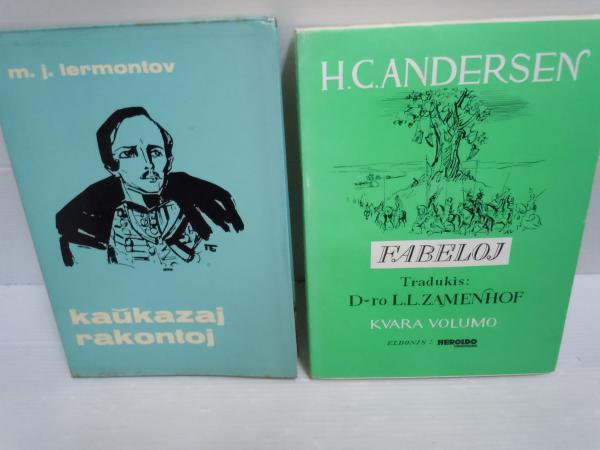 m. j. lermontov
kaŭkazaj
rakontoj
H.C.ANDERSEN
FABELOJ
Tradukis:
D-ro L.L.ZAMENHOF
KVARA VOLUMO
ELDONIS: HEROLDO